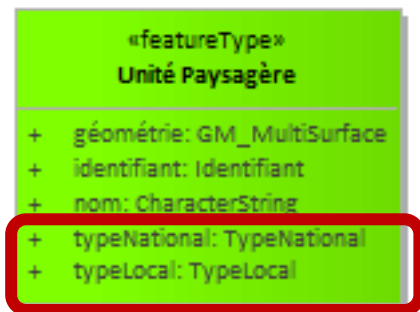 «featureType»
Unité Paysagère
+ géométrie: GM_MultiSurface
+ identifiant: Identifiant
+ nom: CharacterString
+ typeNational: TypeNational
+ typeLocal: TypeLocal